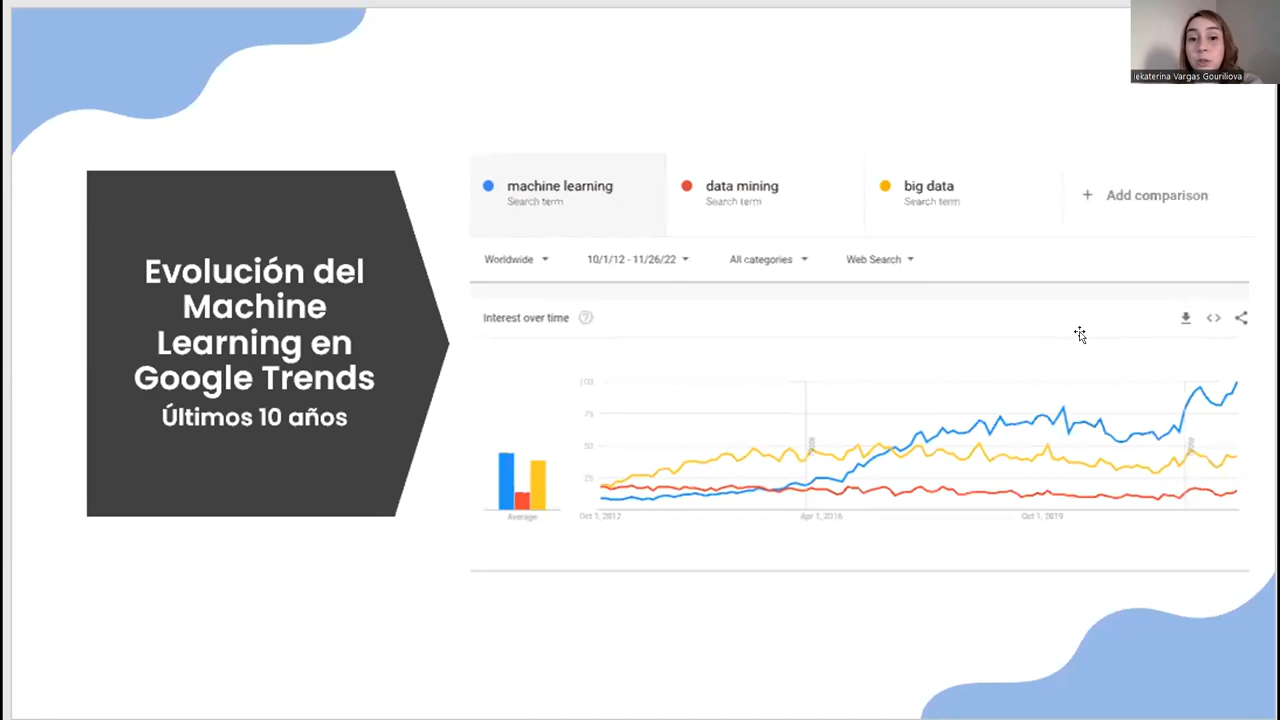 Iekaterina Vargas Gouriliova
Evolución del
Machine
Learning en
Google Trends
Últimos 10 años
machine learning
Search term
data mining
Search term
big data
Search term
+ Add comparison
Worldwide
10/1/12 - 11/26/22
All categories
Web Search
Interest over time
100
75
50
25
Average
Oct 1, 2012
Apr 1, 2016
Oct 1, 2019